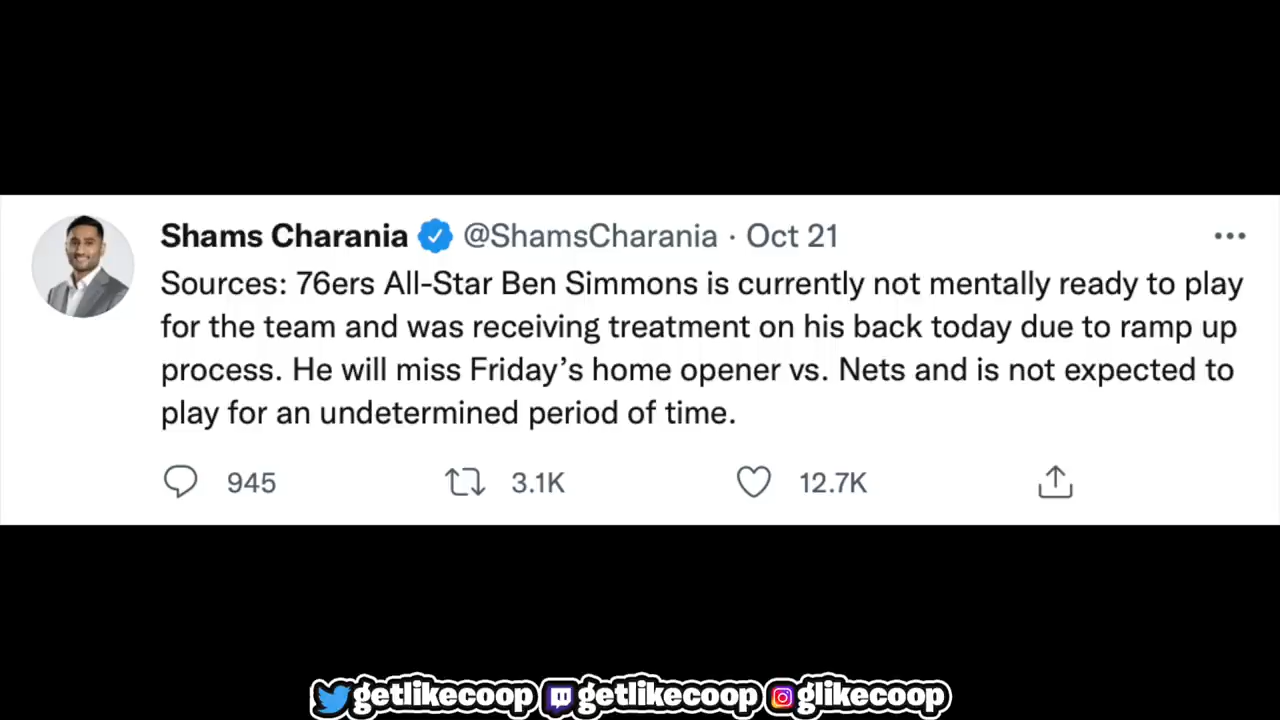 Shams Charania @ShamsCharania · Oct 21
Sources: 76ers All-Star Ben Simmons is currently not mentally ready to play
for the team and was receiving treatment on his back today due to ramp up
process. He will miss Friday’s home opener vs. Nets and is not expected to
play for an undetermined period of time.
945 3.1K 12.7K
getlikecoop getlikecoop glikecoop